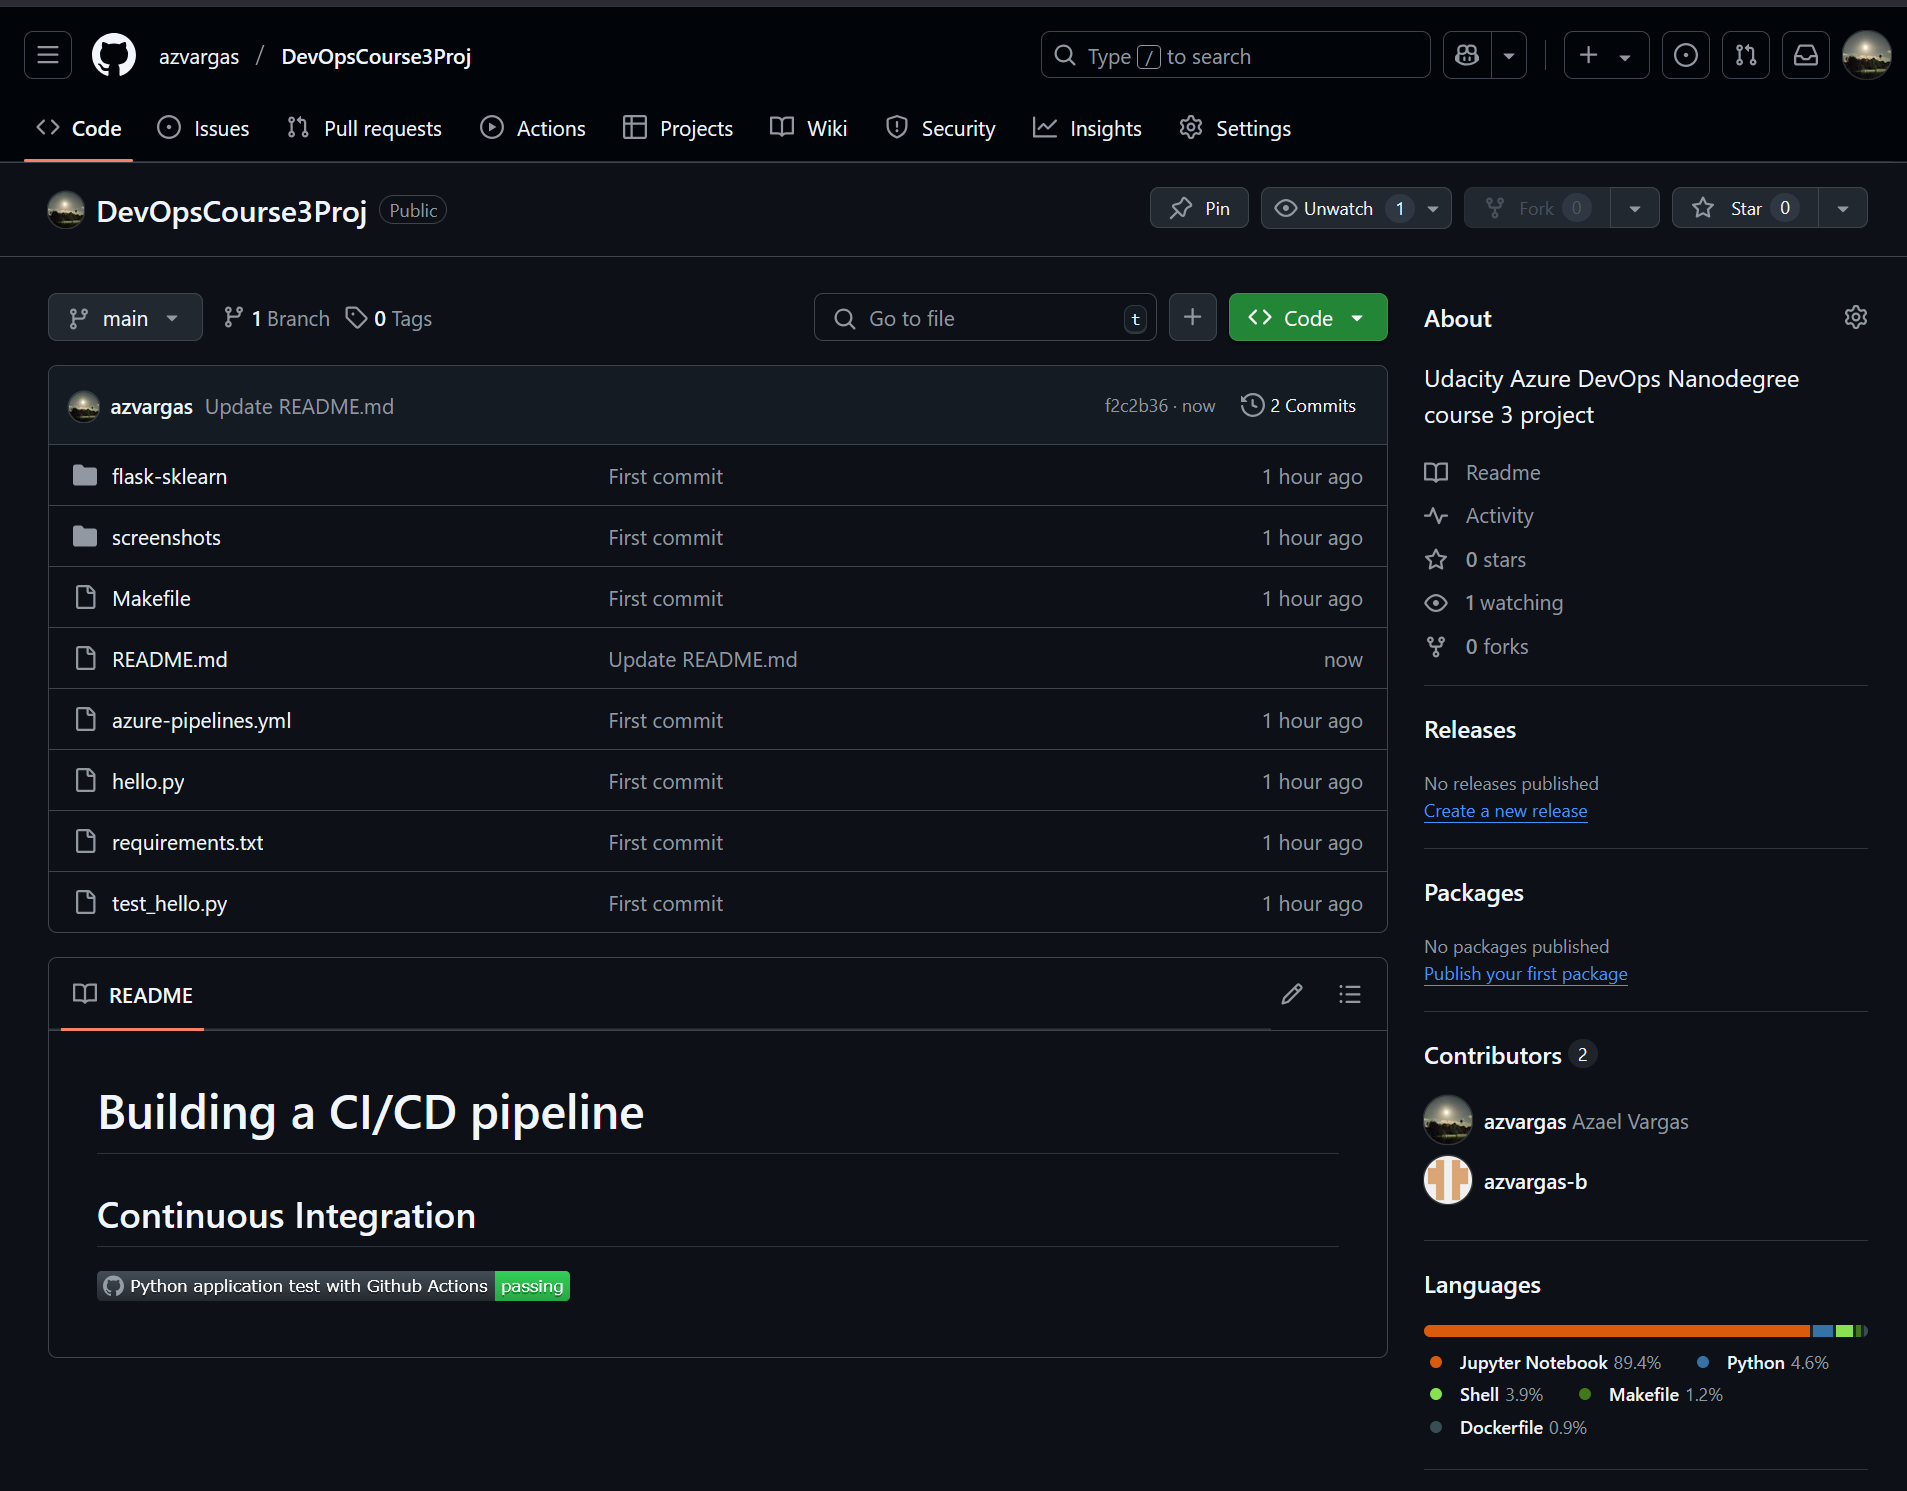 azvargas / DevOpsCourse3Proj
Type / to search
Code Issues Pull requests Actions Projects Wiki Security Insights Settings
DevOpsCourse3Proj Public
Pin Unwatch 1 Fork 0 Star 0
main 1 Branch 0 Tags
Go to file t
Code
azvargas Update README.md f2c2b36 · now 2 Commits
flask-sklearn First commit 1 hour ago
screenshots First commit 1 hour ago
Makefile First commit 1 hour ago
README.md Update README.md now
azure-pipelines.yml First commit 1 hour ago
hello.py First commit 1 hour ago
requirements.txt First commit 1 hour ago
test_hello.py First commit 1 hour ago
README
Building a CI/CD pipeline
Continuous Integration
Python application test with Github Actions passing
About
Udacity Azure DevOps Nanodegree
course 3 project
Readme
Activity
0 stars
1 watching
0 forks
Releases
No releases published
Create a new release
Packages
No packages published
Publish your first package
Contributors 2
azvargas Azael Vargas
azvargas-b
Languages
Jupyter Notebook 89.4% Python 4.6%
Shell 3.9% Makefile 1.2%
Dockerfile 0.9%